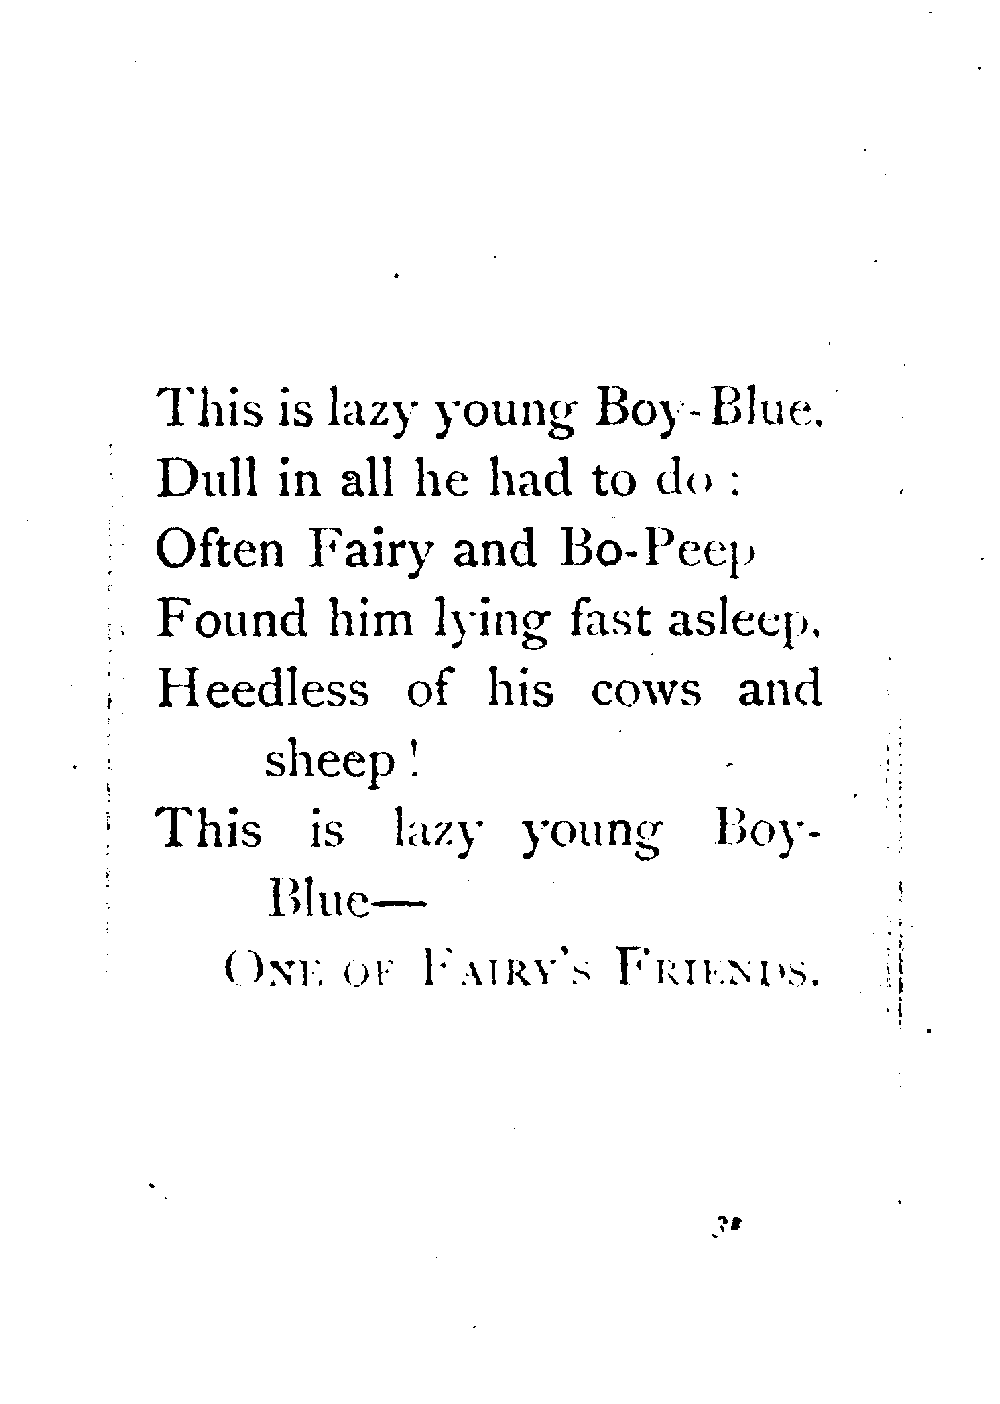 This is lazy young Boy-Blue,
Dull in all he had to do :
Often Fairy and Bo-Peep
Found him lying fast asleep,
Heedless of his cows and
sheep !
This is lazy young Boy-
Blue—
ONE OF FAIRY'S FRIENDS.